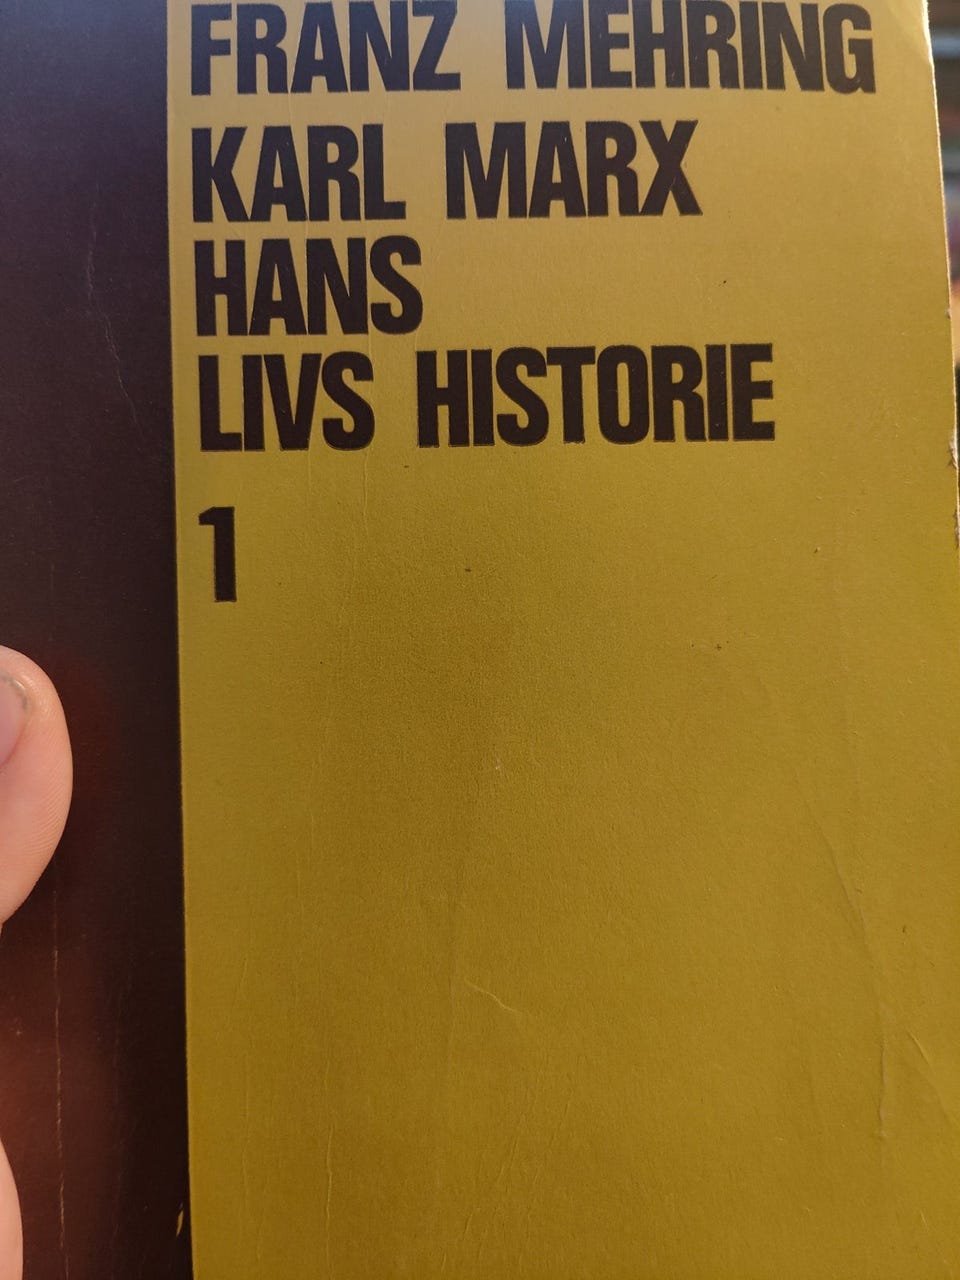 FRANZ MEHRING
KARL MARX
HANS
LIVS HISTORIE
1